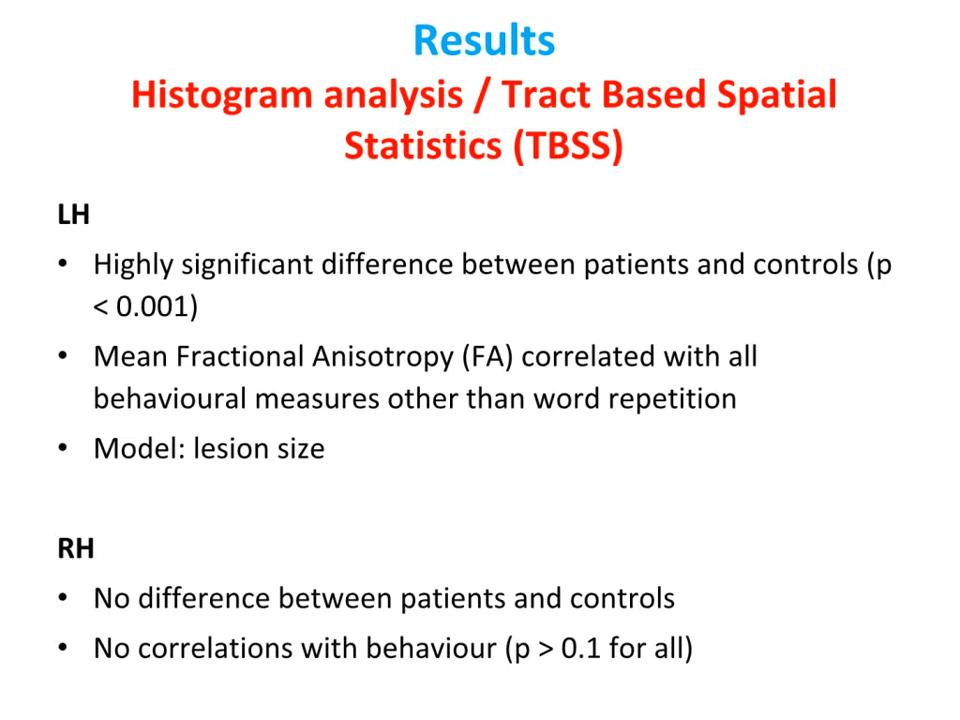 Results
Histogram analysis / Tract Based Spatial
Statistics (TBSS)
LH
• Highly significant difference between patients and controls (p
< 0.001)
• Mean Fractional Anisotropy (FA) correlated with all
behavioural measures other than word repetition
• Model: lesion size
RH
• No difference between patients and controls
• No correlations with behaviour (p > 0.1 for all)